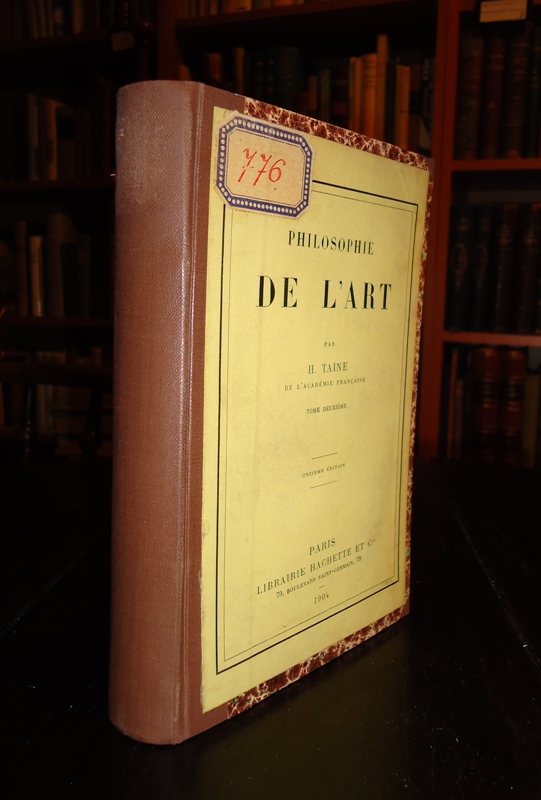 776
PHILOSOPHIE
DE L'ART
PAR
H. TAINE
DE L'ACADÉMIE FRANÇAISE
TOME DEUXIÈME
ONZIÈME ÉDITION
PARIS
LIBRAIRIE HACHETTE ET Cie
79, BOULEVARD SAINT-GERMAIN, 79
1904